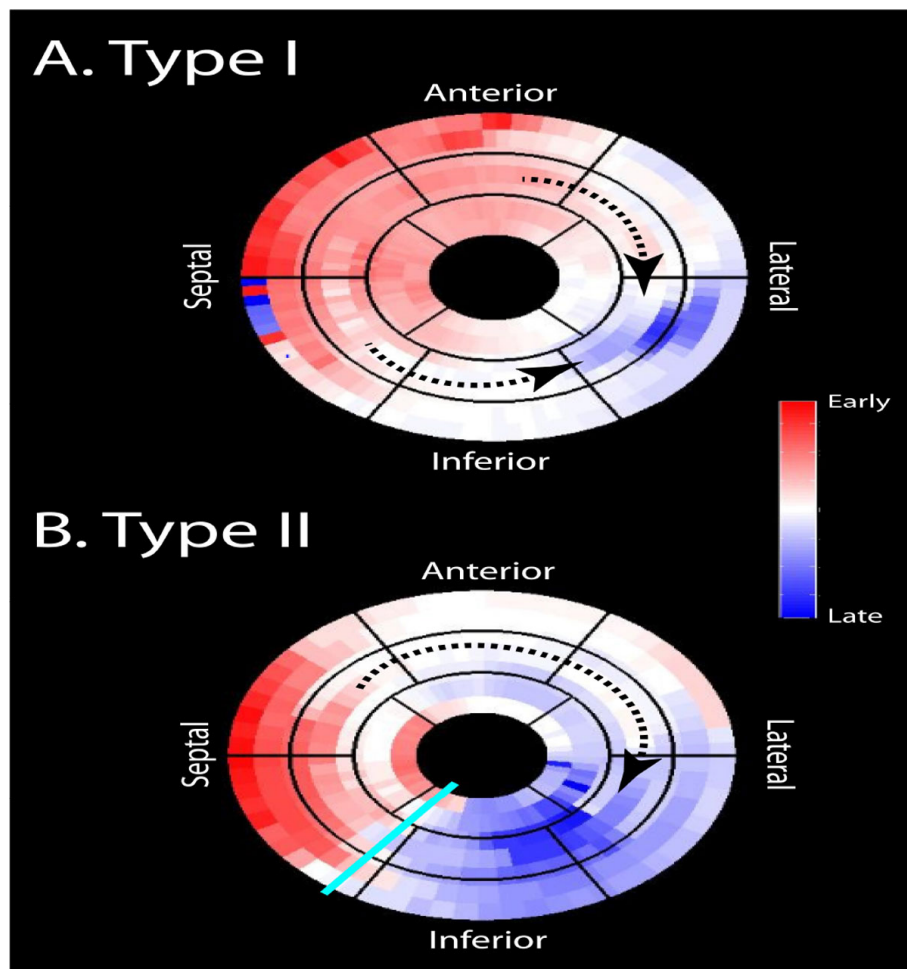 A. Type I
Anterior
Septal
Lateral
Inferior
Early
Late
B. Type II
Anterior
Septal
Lateral
Inferior